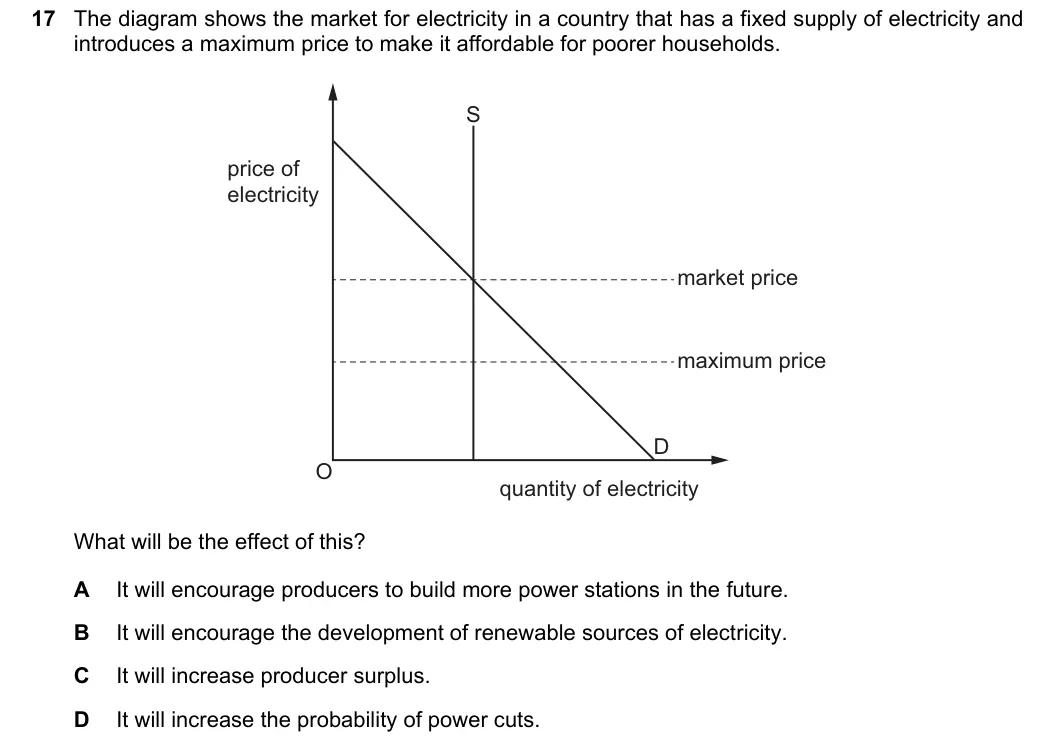 17 The diagram shows the market for electricity in a country that has a fixed supply of electricity and
introduces a maximum price to make it affordable for poorer households.
S
price of
electricity
market price
maximum price
D
O
quantity of electricity
What will be the effect of this?
A It will encourage producers to build more power stations in the future.
B It will encourage the development of renewable sources of electricity.
C It will increase producer surplus.
D It will increase the probability of power cuts.